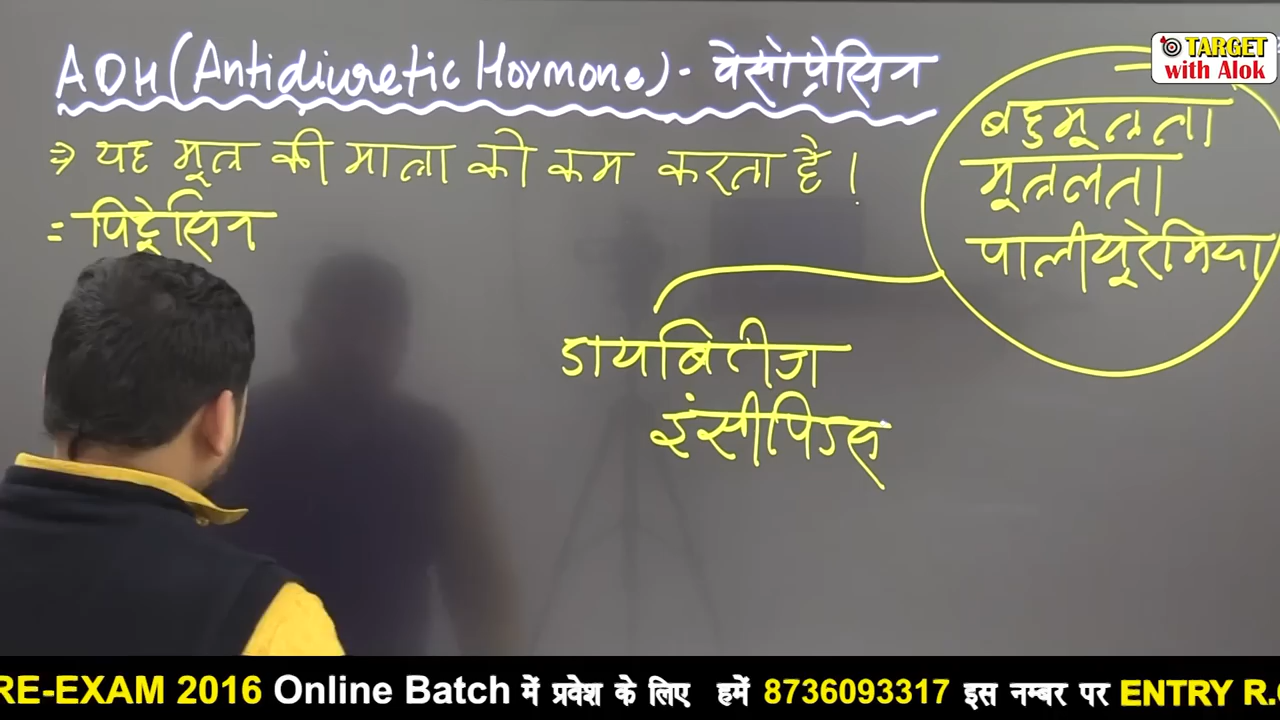 ADH (Antidiuretic Hormone) - वेसोप्रेसिन
⇒ यह मूत्र की मात्रा को कम करता है।
= पिट्रेसिन
बहुमूत्रता
मूत्रलता
पालीयूरेमिया
डायबिटीज
इंसीपिडस
TARGET
with Alok
RE-EXAM 2016 Online Batch में प्रवेश के लिए हमें 8736093317 इस नम्बर पर ENTRY R.